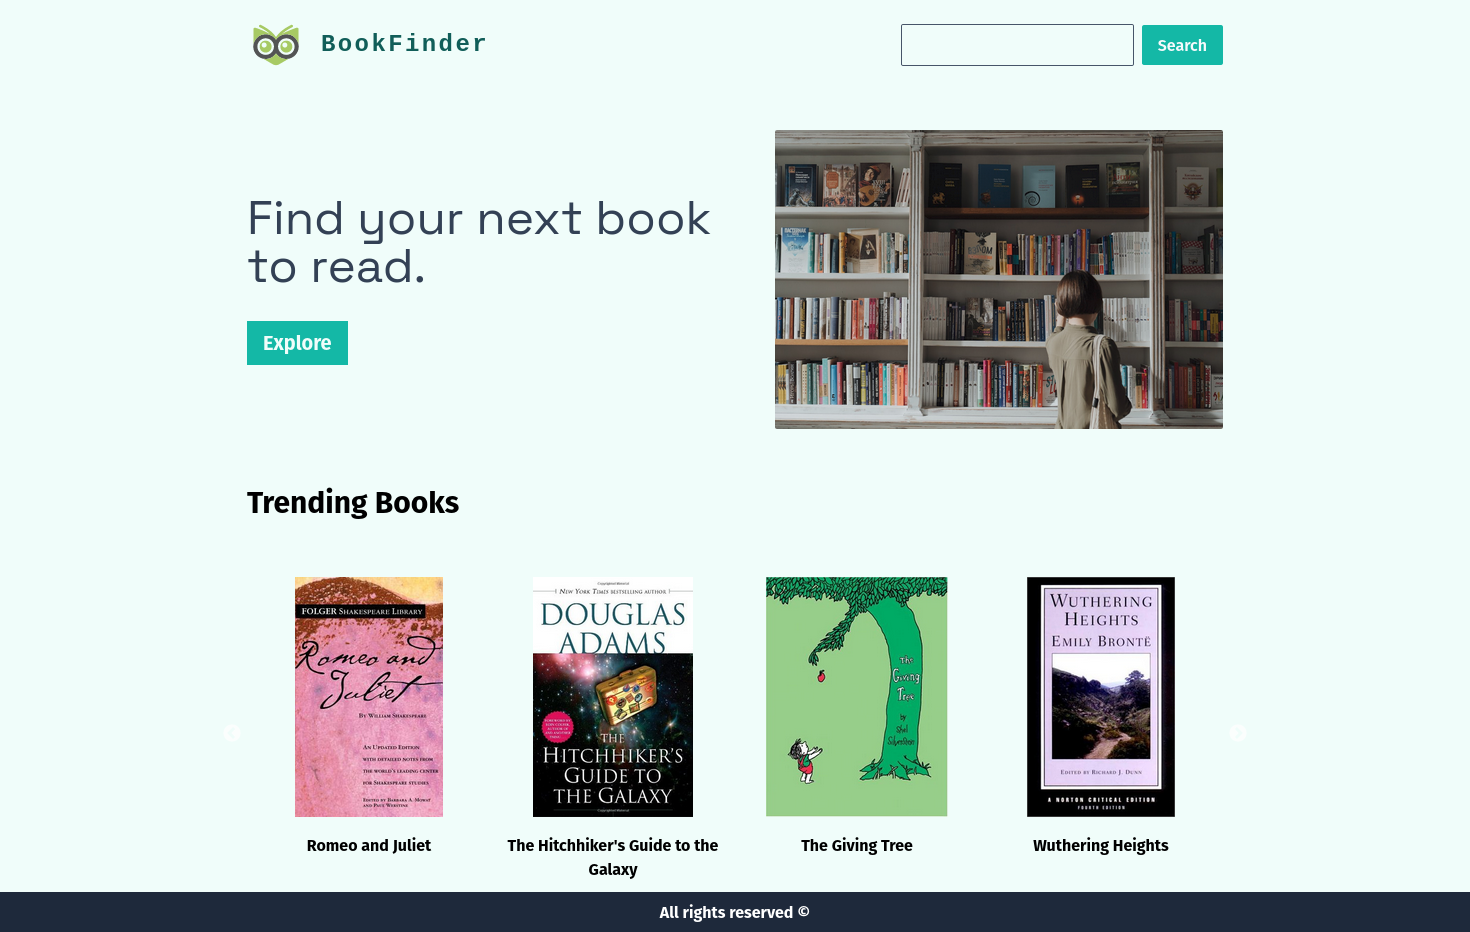 BookFinder
Search
Find your next book
to read.
Explore
Trending Books
FOLGER SHAKESPEARE LIBRARY
Romeo and
Juliet
BY WILLIAM SHAKESPEARE
AN UPDATED EDITION
WITH DETAILED NOTES FROM
THE WORLD'S LEADING CENTER
FOR SHAKESPEARE STUDIES
EDITED BY BARBARA A. MOWAT
AND PAUL WERSTINE
Copyrighted Material
NEW YORK TIMES BESTSELLING AUTHOR
DOUGLAS
ADAMS
THE
HITCHHIKER'S
GUIDE TO
THE GALAXY
Copyrighted Material
the
Giving
Tree
by
Shel
Silverstein
WUTHERING
HEIGHTS
EMILY BRONTË
EDITED BY RICHARD J. DUNN
A NORTON CRITICAL EDITION
FOURTH EDITION
Romeo and Juliet
The Hitchhiker's Guide to the
Galaxy
The Giving Tree
Wuthering Heights
All rights reserved ©